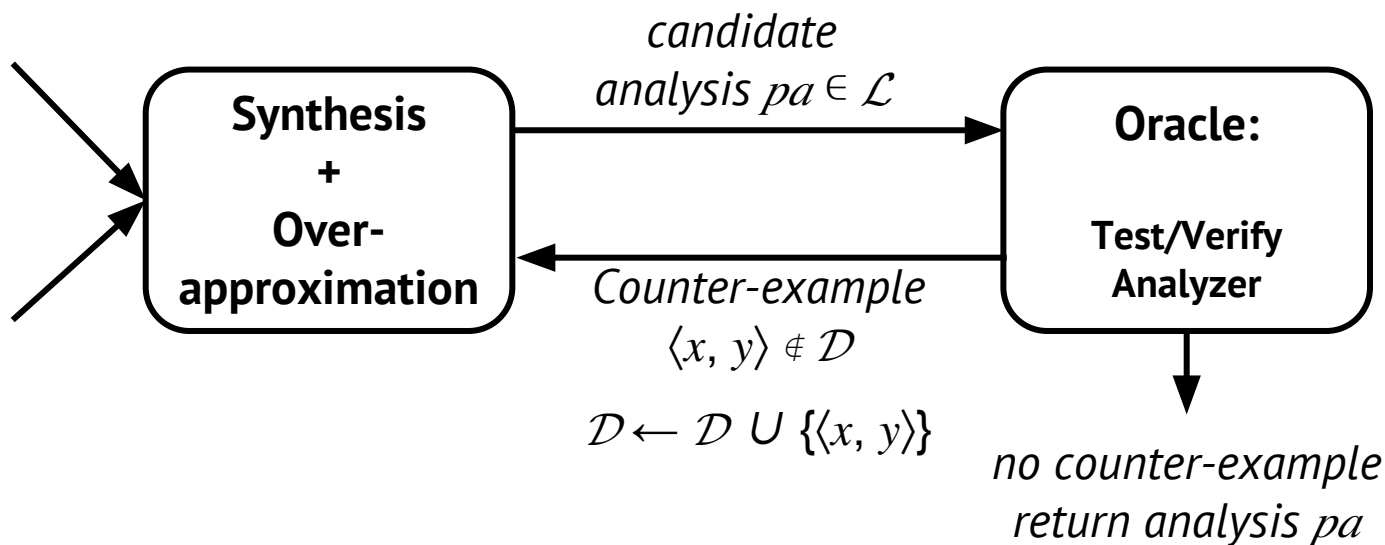 candidate
analysis pa ∈ ℒ
Synthesis
+
Over-
approximation
Oracle:
Test/Verify
Analyzer
Counter-example
⟨x, y⟩ ∉ 𝒟
𝒟 ← 𝒟 ∪ {⟨x, y⟩}
no counter-example
return analysis pa